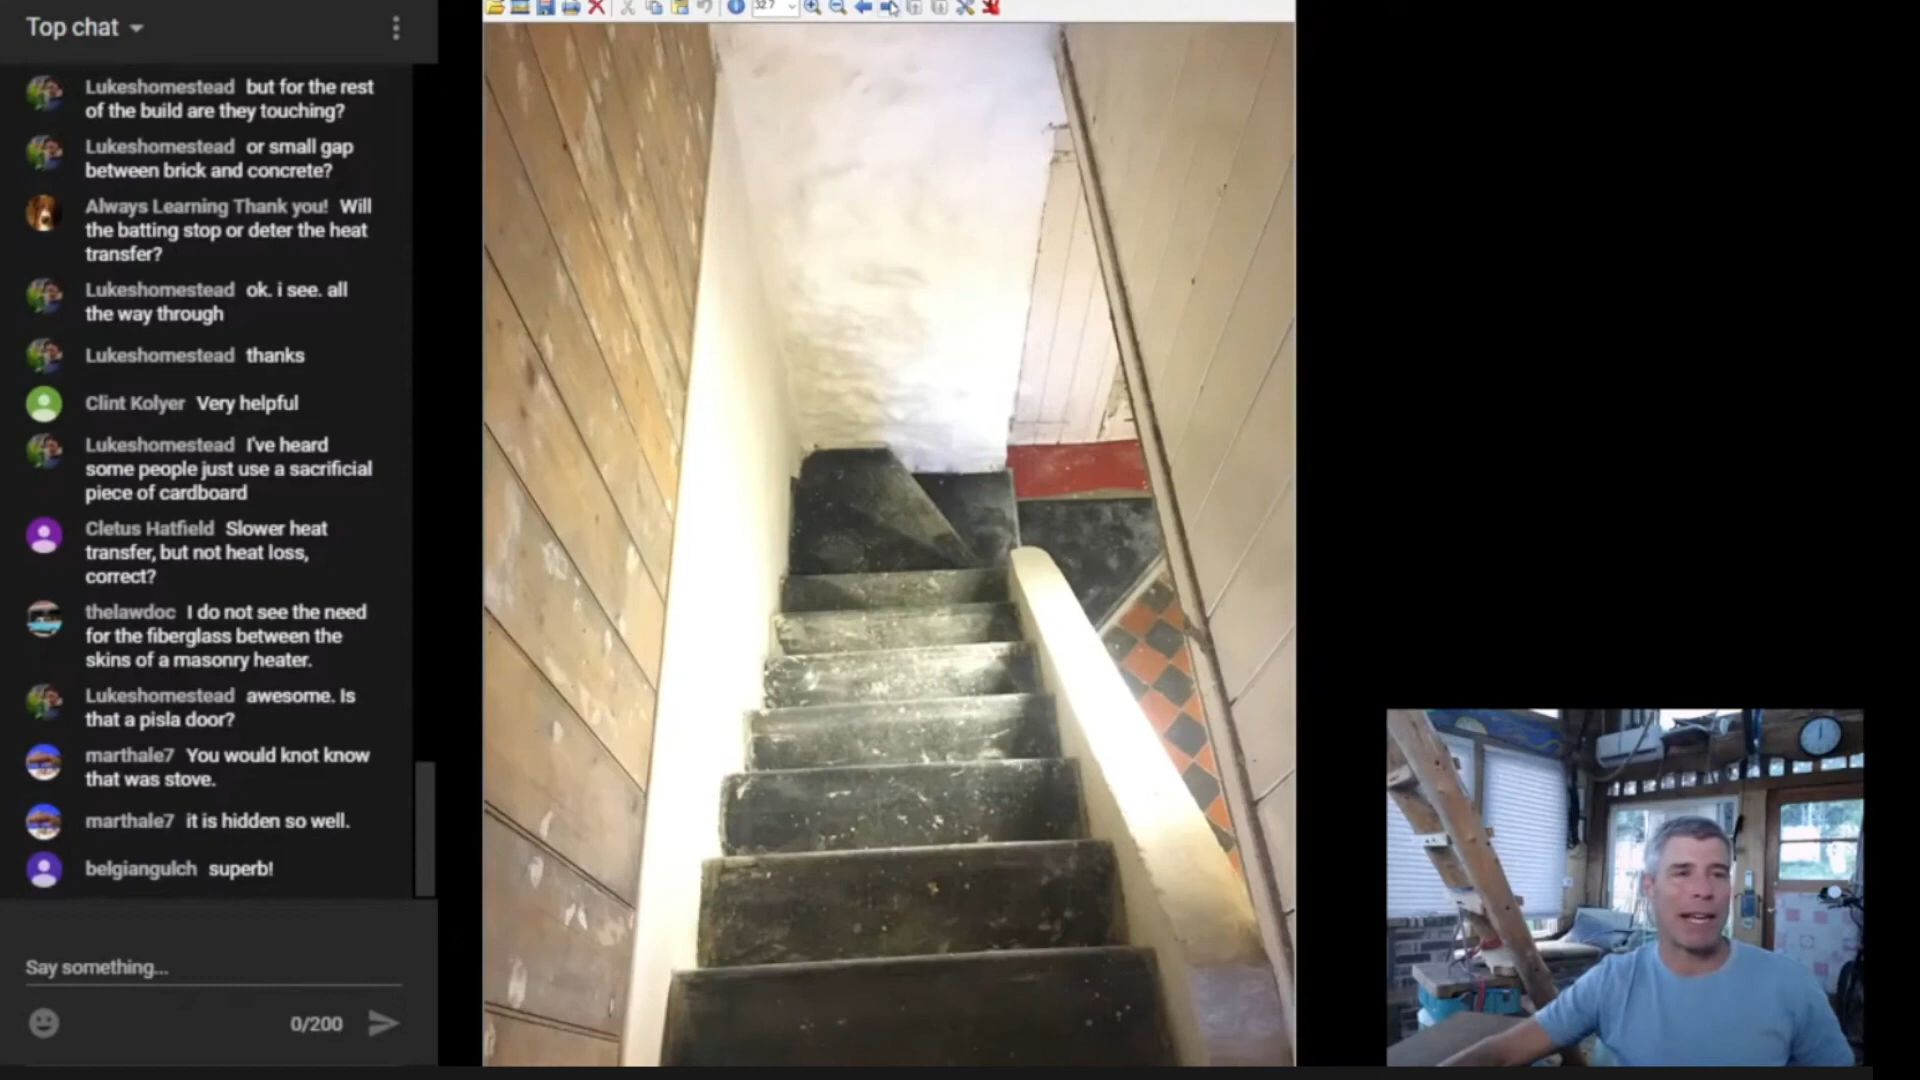 32.7
Top chat
Lukeshomestead but for the rest
of the build are they touching?
Lukeshomestead or small gap
between brick and concrete?
Always Learning Thank you! Will
the batting stop or deter the heat
transfer?
Lukeshomestead ok. i see. all
the way through
Lukeshomestead thanks
Clint Kolyer Very helpful
Lukeshomestead I've heard
some people just use a sacrificial
piece of cardboard
Cletus Hatfield Slower heat
transfer, but not heat loss,
correct?
thelawdoc I do not see the need
for the fiberglass between the
skins of a masonry heater.
Lukeshomestead awesome. Is
that a pisla door?
marthale7 You would knot know
that was stove.
marthale7 it is hidden so well.
belgiangulch superb!
Say something...
0/200